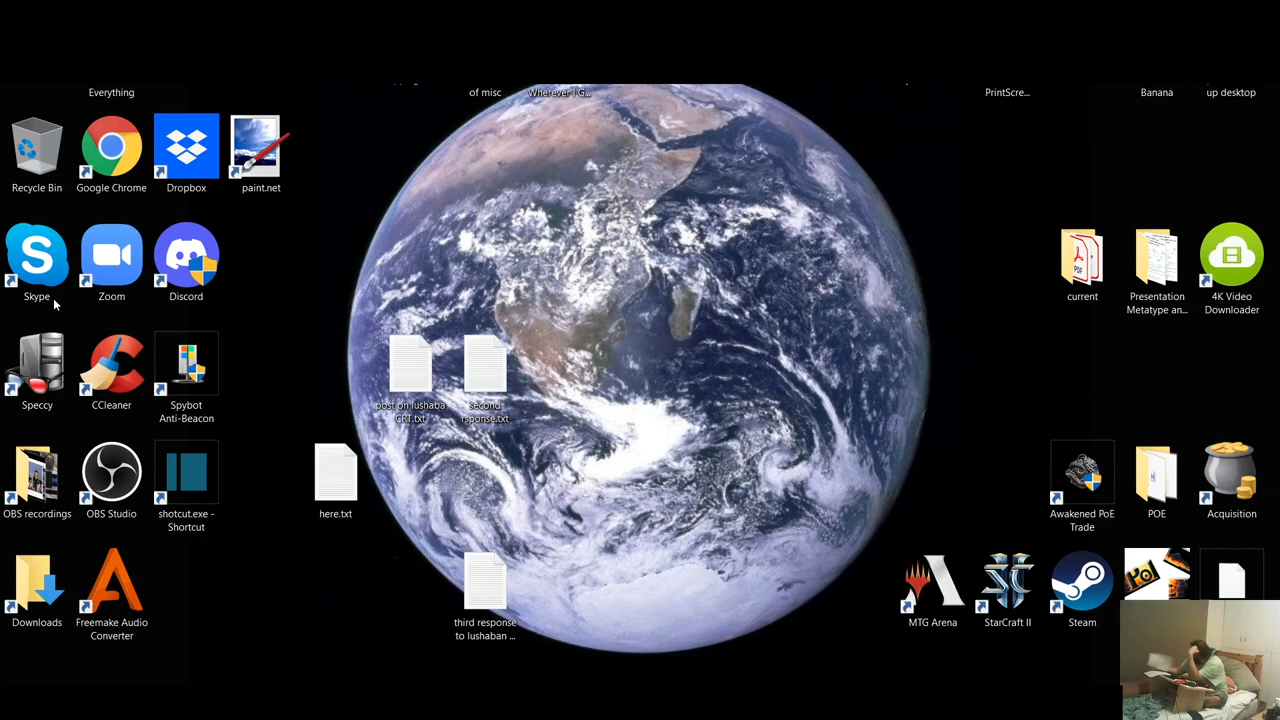 Everything
of misc
Wherever I G...
PrintScre...
Banana
up desktop
Recycle Bin
Google Chrome
Dropbox
paint.net
Skype
Zoom
Discord
current
Presentation
Metatype an...
4K Video
Downloader
Speccy
CCleaner
Spybot
Anti-Beacon
post on lushaba
CRT.txt
second
rsponse.txt
OBS recordings
OBS Studio
shotcut.exe -
Shortcut
here.txt
Awakened PoE
Trade
POE
Acquisition
Downloads
Freemake Audio
Converter
third response
to lushaban ...
MTG Arena
StarCraft II
Steam